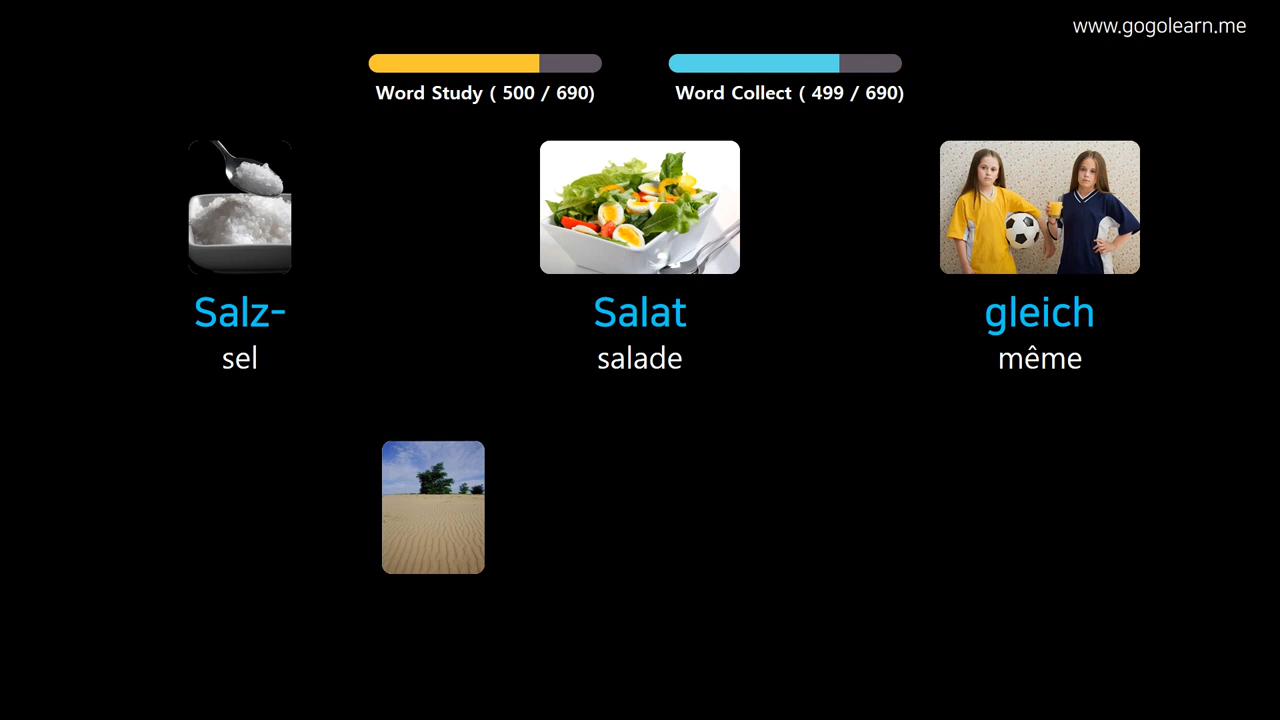 www.gogolearn.me
Word Study ( 500 / 690)
Word Collect ( 499 / 690)
Salz-
sel
Salat
salade
gleich
même